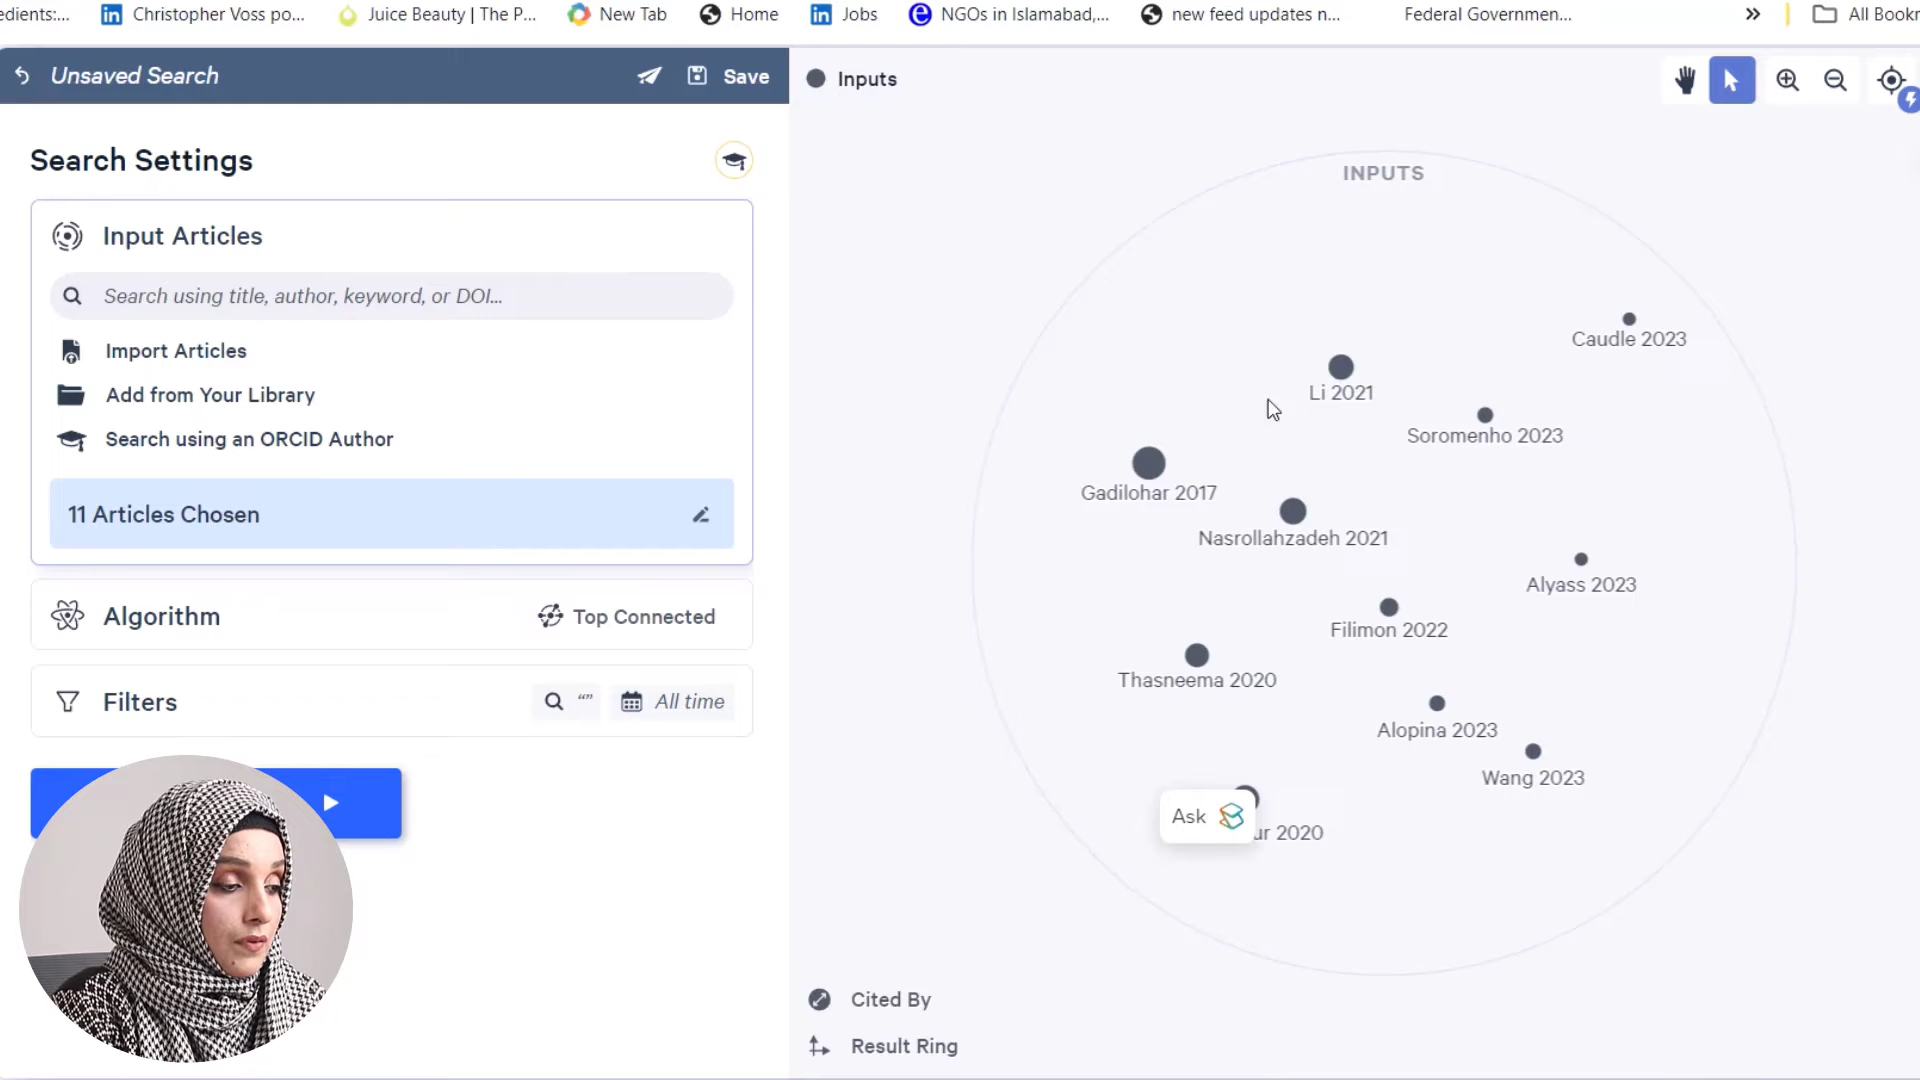 edients:...
Christopher Voss po...
Juice Beauty | The P...
New Tab
Home
Jobs
NGOs in Islamabad,...
new feed updates n...
Federal Governmen...
»
All Bookr
Unsaved Search
Save
Search Settings
Input Articles
Search using title, author, keyword, or DOI...
Import Articles
Add from Your Library
Search using an ORCID Author
11 Articles Chosen
Algorithm
Top Connected
Filters
“”
All time
Inputs
INPUTS
Caudle 2023
Li 2021
Soromenho 2023
Gadilohar 2017
Nasrollahzadeh 2021
Alyass 2023
Filimon 2022
Thasneema 2020
Alopina 2023
Wang 2023
Ask
ur 2020
Cited By
Result Ring